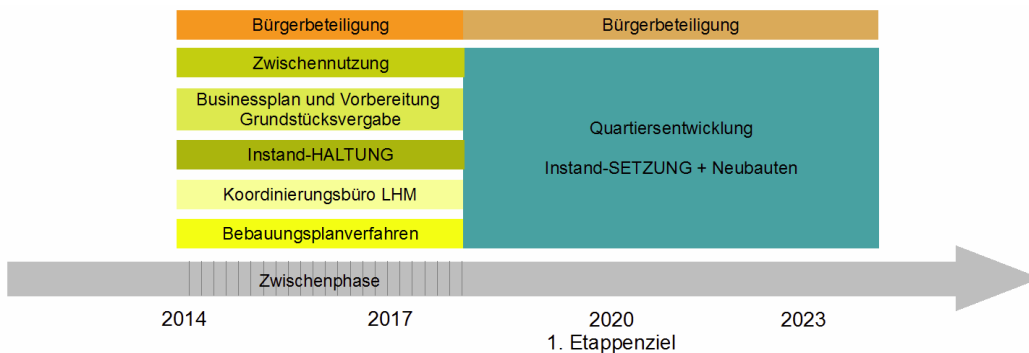 Bürgerbeteiligung
Bürgerbeteiligung
Zwischennutzung
Businessplan und Vorbereitung
Grundstücksvergabe
Instand-HALTUNG
Koordinierungsbüro LHM
Bebauungsplanverfahren
Quartiersentwicklung
Instand-SETZUNG + Neubauten
Zwischenphase
2014
2017
2020
2023
1. Etappenziel